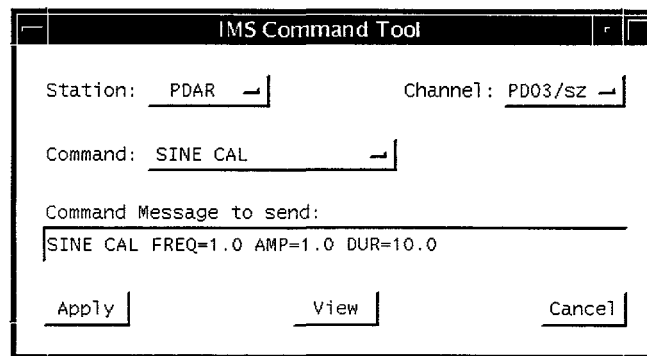 IMS Command Tool
Station: PDAR Channel: PD03/sz
Command: SINE CAL
Command Message to send:
SINE CAL FREQ=1.0 AMP=1.0 DUR=10.0
Apply View Cancel